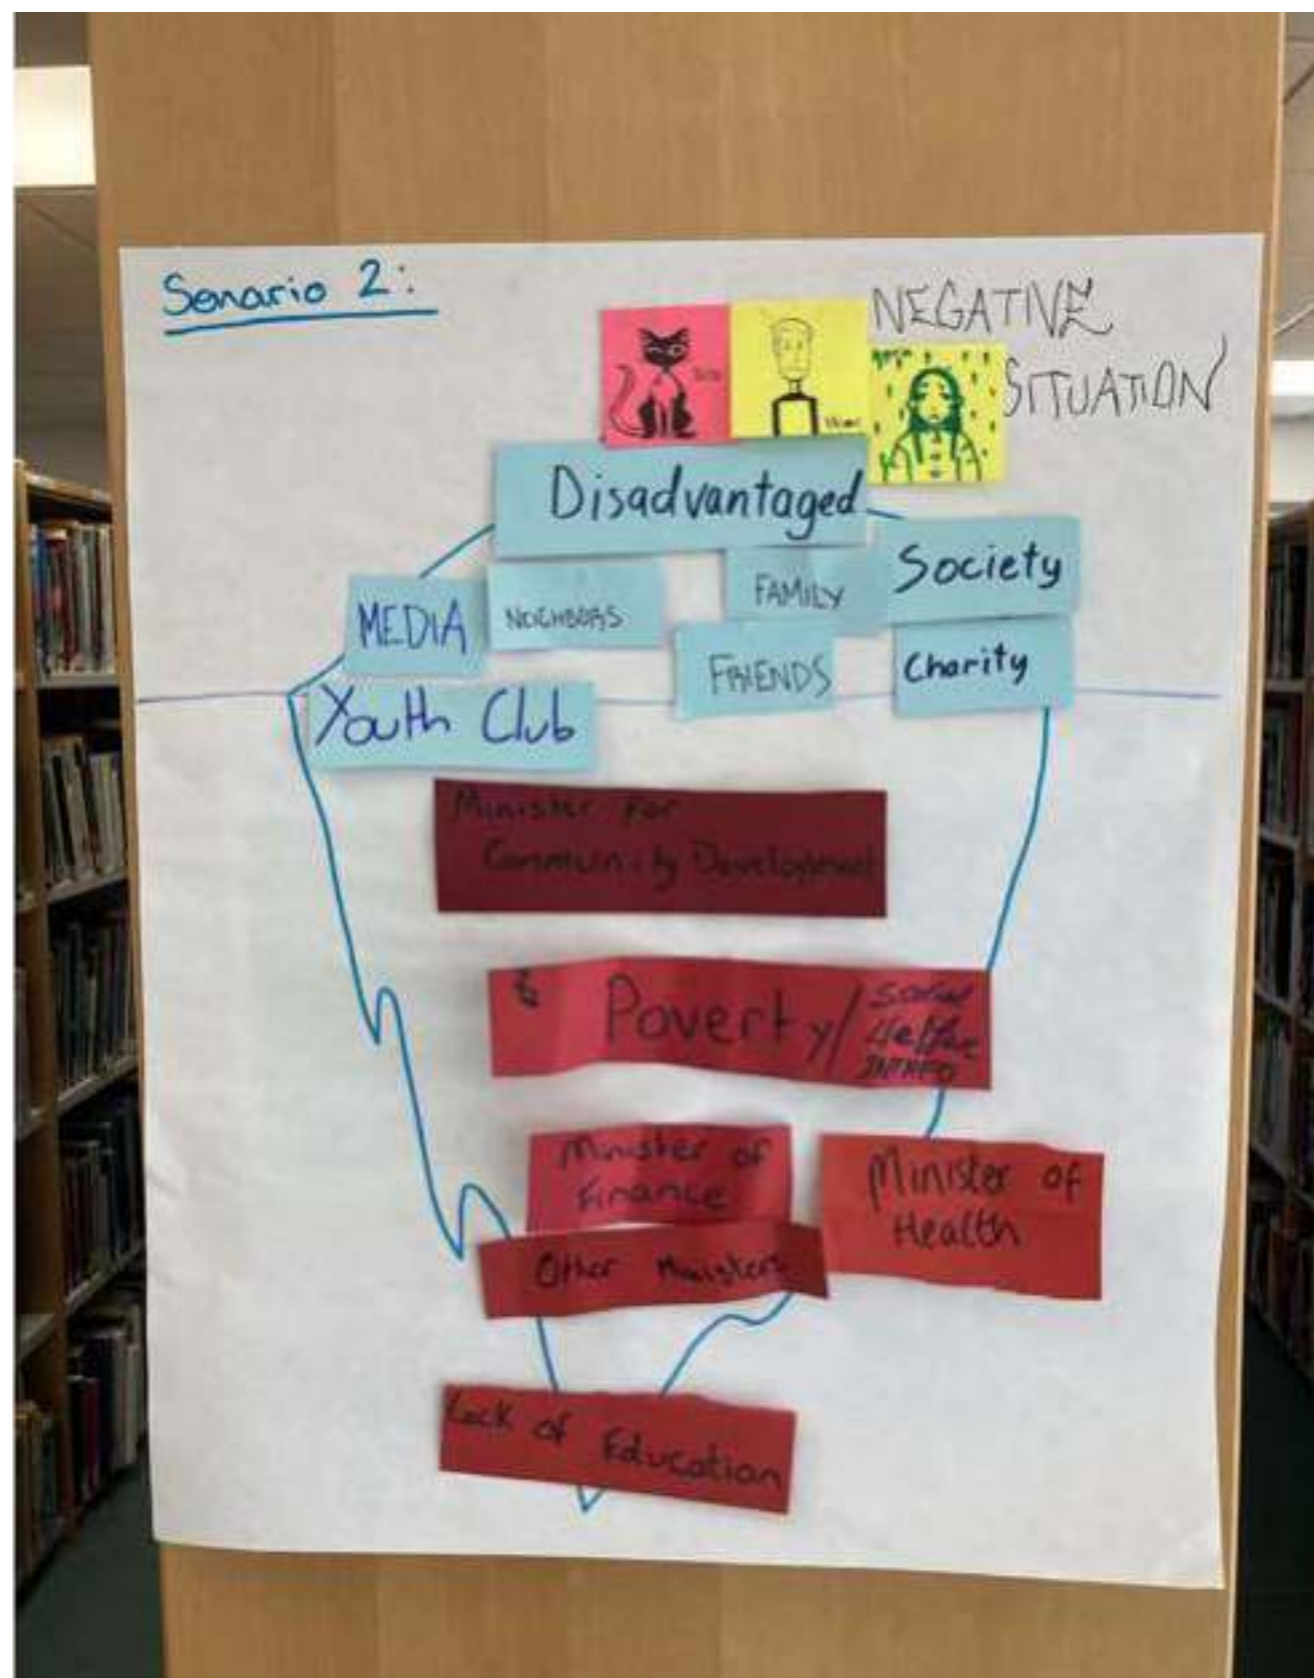 Senario 2:
NEGATIVE
SITUATION
Disadvantaged
Society
MEDIA
NEIGHBORS
FAMILY
FRIENDS
Charity
Youth Club
Minister For
Community Development
Poverty/
Social
Minister of
Finance
Minister of
Health
Other Ministers
Lack of Education